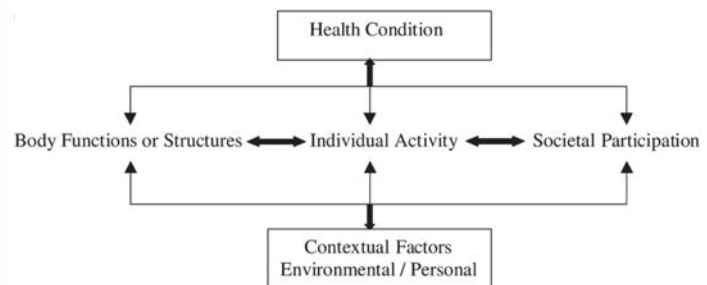 Health Condition
Body Functions or Structures
Individual Activity
Societal Participation
Contextual Factors
Environmental / Personal